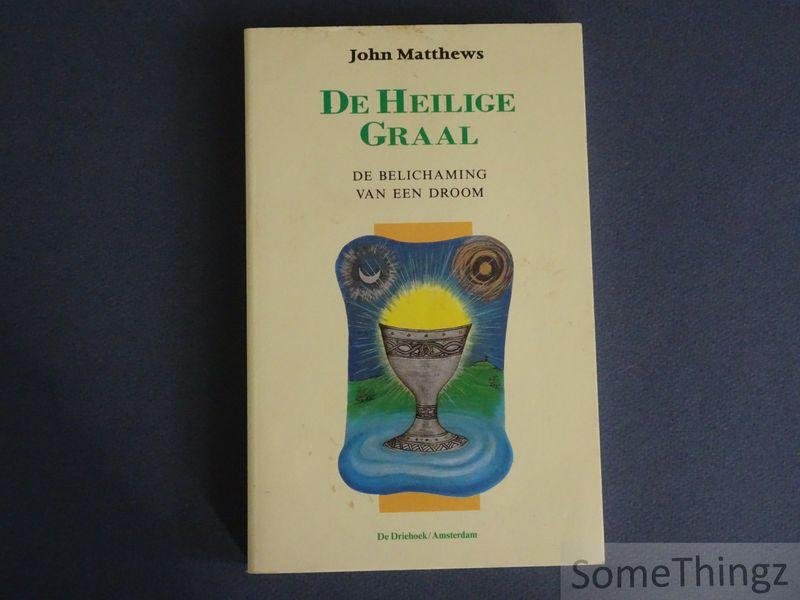 John Matthews
DE HEILIGE
GRAAL
DE BELICHAMING
VAN EEN DROOM
De Driehoek/Amsterdam
SomeThingz